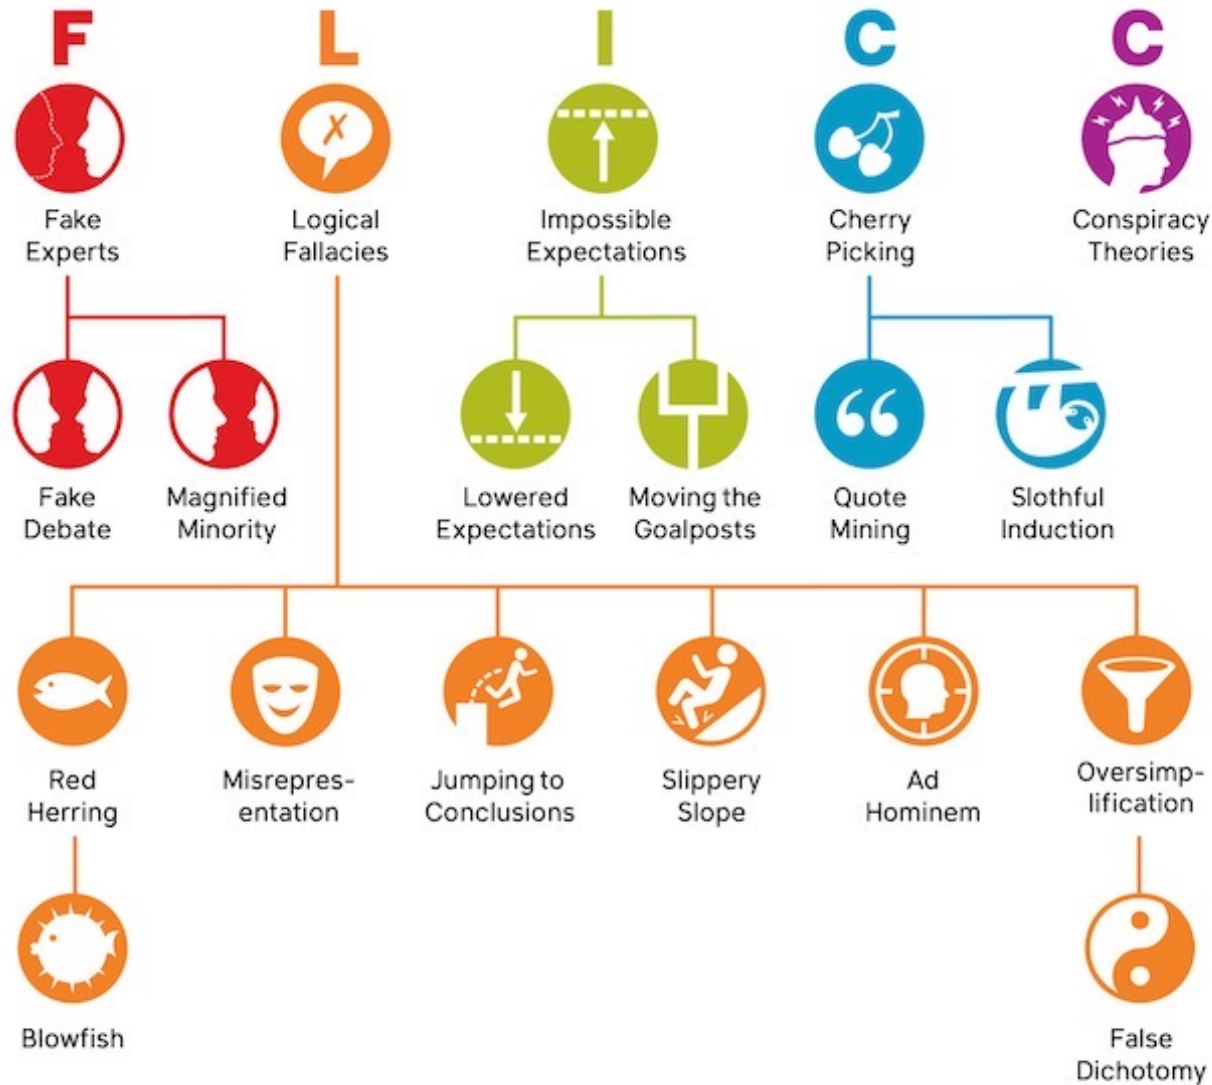 F L I C C
Fake
Experts
Logical
Fallacies
Impossible
Expectations
Cherry
Picking
Conspiracy
Theories
Fake
Debate
Magnified
Minority
Lowered
Expectations
Moving the
Goalposts
Quote
Mining
Slothful
Induction
Red
Herring
Misrepres-
entation
Jumping to
Conclusions
Slippery
Slope
Ad
Hominem
Oversimp-
lification
Blowfish
False
Dichotomy